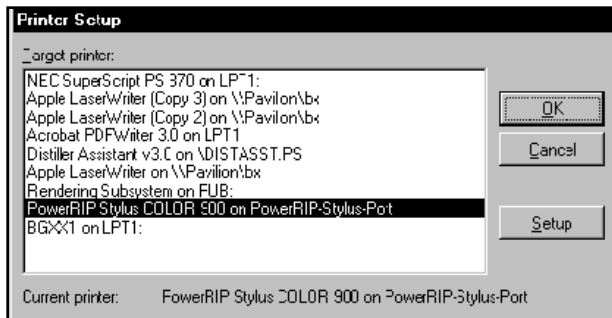 Printer Setup
Target printer:
NEC SuperScript PS 870 on LPT1:
Apple LaserWriter (Copy 3) on \\Pavilion\bx
Apple LaserWriter (Copy 2) on \\Pavilion\bx
Acrobat PDFWriter 3.0 on LPT1
Distiller Assistant v3.0 on \DISTASST.PS
Apple LaserWriter on \\Pavilion\bx
Rendering Subsystem on PUB:
PowerRIP Stylus COLOR 900 on PowerRIP-Stylus-Port
BGXX1 on LPT1:
OK
Cancel
Setup
Current printer: PowerRIP Stylus COLOR 900 on PowerRIP-Stylus-Port